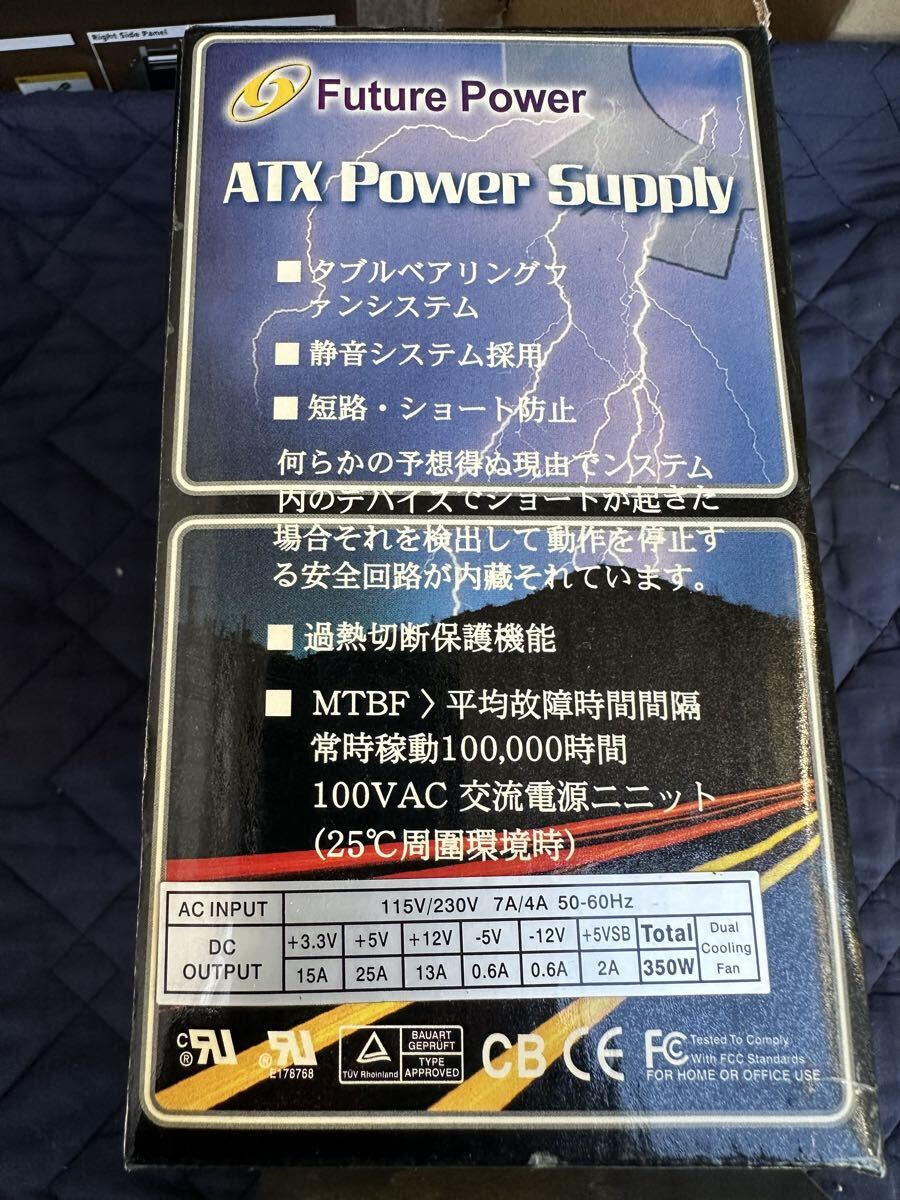 Right Side Panel
Future Power
ATX Power Supply
■ タブルベアリングフ
ァンシステム
■ 静音システム採用
■ 短路・ショート防止
何らかの予想得ぬ現由でンステム
内のデバイスでショートが起きた
場合それを検出して動作を停止す
る安全回路が内藏それています。
■ 過熱切断保護機能
■ MTBF 〉平均故障時間間隔
常時稼動100,000時間
100VAC 交流電源ニニット
(25℃周圍環境時)
AC INPUT 115V/230V 7A/4A 50-60Hz
DC OUTPUT +3.3V +5V +12V -5V -12V +5VSB Total Dual Cooling Fan
15A 25A 13A 0.6A 0.6A 2A 350W
C RU ® RU ® E178768
TÜV Rheinland BAUART GEPRÜFT TYPE APPROVED
CB CE FC Tested To Comply
With FCC Standards
FOR HOME OR OFFICE USE